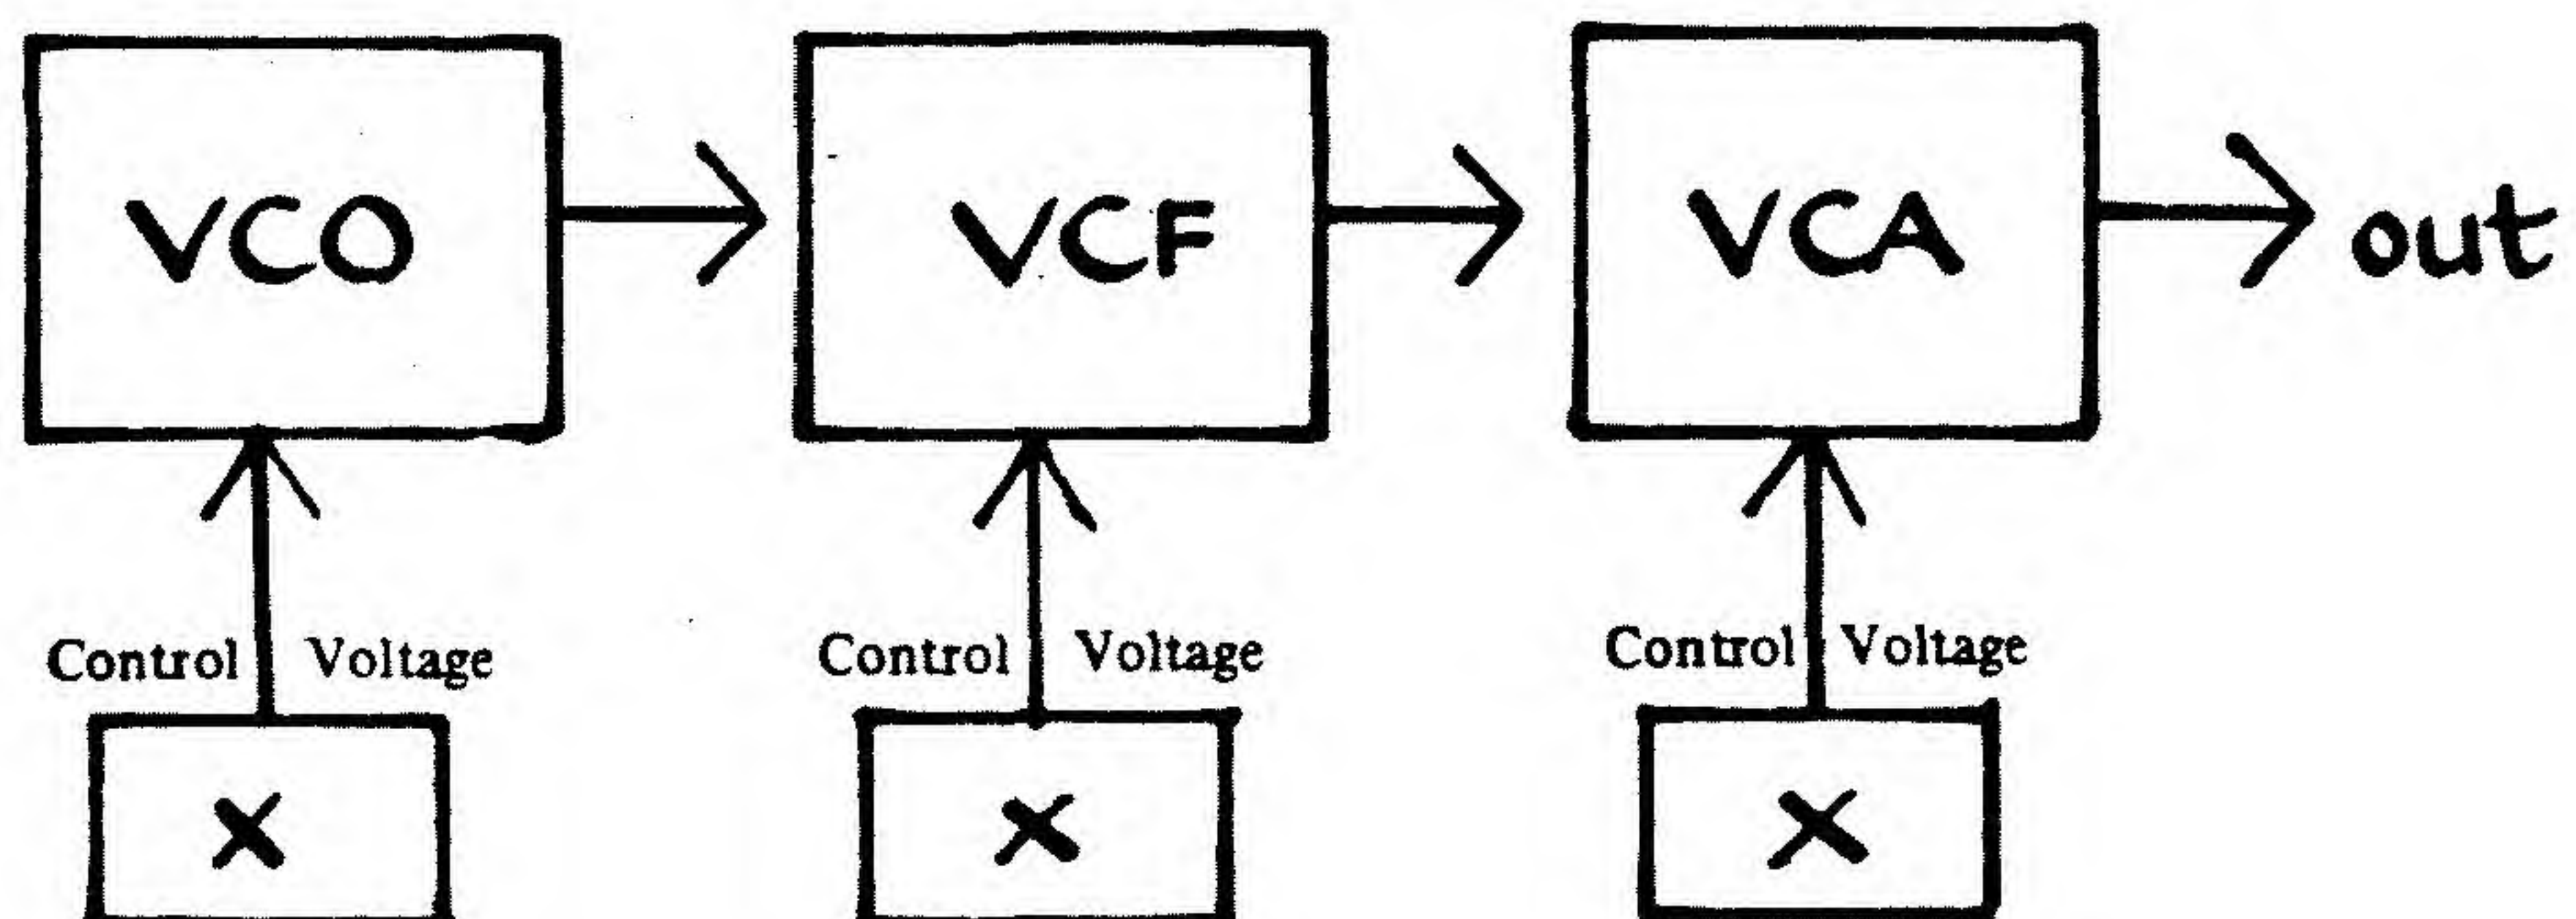 VCO VCF VCA out
Control Voltage Control Voltage Control Voltage
X X X